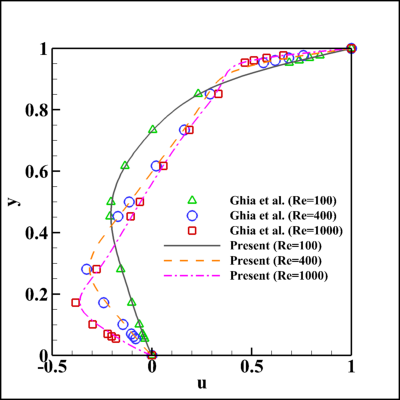 1
0.8
0.6
y
0.4
0.2
0
Ghia et al. (Re=100)
Ghia et al. (Re=400)
Ghia et al. (Re=1000)
Present (Re=100)
Present (Re=400)
Present (Re=1000)
-0.5 0 0.5 1
u